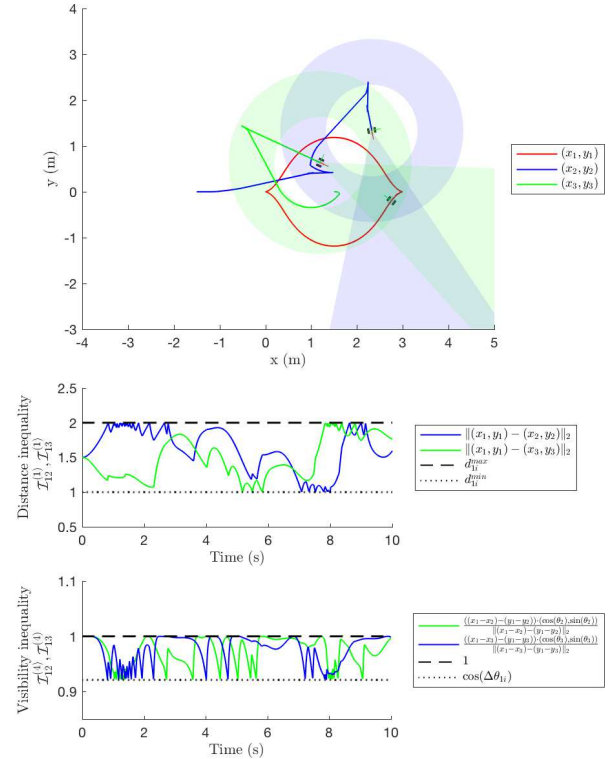 4
3
2
1
0
-1
-2
-3
y (m)
-4 -3 -2 -1 0 1 2 3 4 5
x (m)
(x₁, y₁)
(x₂, y₂)
(x₃, y₃)
2.5
2
1.5
1
0.5
Distance inequality
𝓘₁₂⁽¹⁾, 𝓘₁₃⁽¹⁾
0 2 4 6 8 10
Time (s)
‖(x₁, y₁) − (x₂, y₂)‖₂
‖(x₁, y₁) − (x₃, y₃)‖₂
d₁ᵢᵐᵃˣ
d₁ᵢᵐⁱⁿ
1.1
1
0.9
Visibility inequality
𝓘₁₂⁽⁴⁾, 𝓘₁₃⁽⁴⁾
0 2 4 6 8 10
Time (s)
((x₁−x₂)−(y₁−y₂))·(cos(θ₂),sin(θ₂))
‖(x₁−x₂)−(y₁−y₂)‖₂
((x₁−x₃)−(y₁−y₃))·(cos(θ₃),sin(θ₃))
‖(x₁−x₃)−(y₁−y₃)‖₂
1
cos(Δθ₁ᵢ)